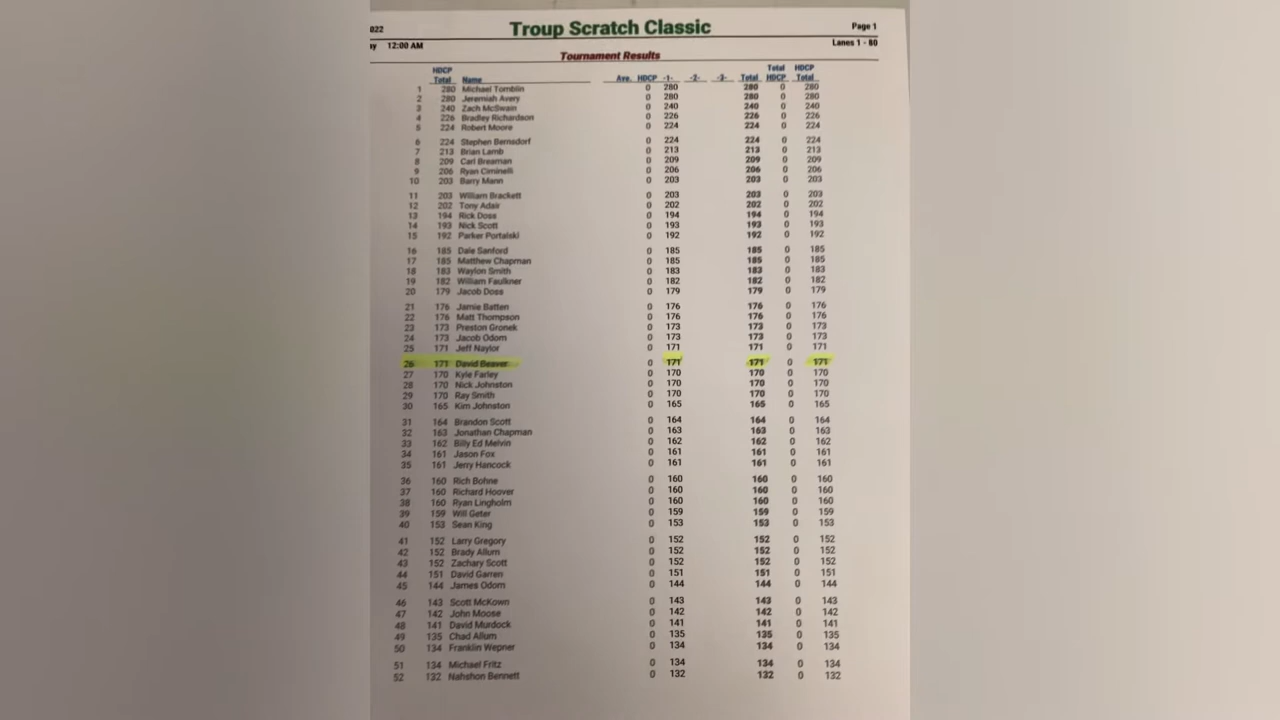 022 Troup Scratch Classic Page 1
ay 12:00 AM Lanes 1 - 80
Tournament Results
HDCP Total HDCP
Total Name Ave. HDCP -1- -2- -3- Total HDCP Total
1 280 Michael Tomblin 0 280 280 0 280
2 280 Jeremiah Avery 0 280 280 0 280
3 240 Zach McSwain 0 240 240 0 240
4 226 Bradley Richardson 0 226 226 0 226
5 224 Robert Moore 0 224 224 0 224
6 224 Stephen Bernsdorf 0 224 224 0 224
7 213 Brian Lamb 0 213 213 0 213
8 209 Carl Breaman 0 209 209 0 209
9 206 Ryan Ciminelli 0 206 206 0 206
10 203 Barry Mann 0 203 203 0 203
11 203 William Brackett 0 203 203 0 203
12 202 Tony Adair 0 202 202 0 202
13 194 Rick Doss 0 194 194 0 194
14 193 Nick Scott 0 193 193 0 193
15 192 Parker Portalski 0 192 192 0 192
16 185 Dale Sanford 0 185 185 0 185
17 185 Matthew Chapman 0 185 185 0 185
18 183 Waylon Smith 0 183 183 0 183
19 182 William Faulkner 0 182 182 0 182
20 179 Jacob Doss 0 179 179 0 179
21 176 Jamie Batten 0 176 176 0 176
22 176 Matt Thompson 0 176 176 0 176
23 173 Preston Gronek 0 173 173 0 173
24 173 Jacob Odom 0 173 173 0 173
25 171 Jeff Naylor 0 171 171 0 171
26 171 David Beaver 0 171 171 0 171
27 170 Kyle Farley 0 170 170 0 170
28 170 Nick Johnston 0 170 170 0 170
29 170 Ray Smith 0 170 170 0 170
30 165 Kim Johnston 0 165 165 0 165
31 164 Brandon Scott 0 164 164 0 164
32 163 Jonathan Chapman 0 163 163 0 163
33 162 Billy Ed Melvin 0 162 162 0 162
34 161 Jason Fox 0 161 161 0 161
35 161 Jerry Hancock 0 161 161 0 161
36 160 Rich Bohne 0 160 160 0 160
37 160 Richard Hoover 0 160 160 0 160
38 160 Ryan Lingholm 0 160 160 0 160
39 159 Will Geter 0 159 159 0 159
40 153 Sean King 0 153 153 0 153
41 152 Larry Gregory 0 152 152 0 152
42 152 Brady Allum 0 152 152 0 152
43 152 Zachary Scott 0 152 152 0 152
44 151 David Garren 0 151 151 0 151
45 144 James Odom 0 144 144 0 144
46 143 Scott McKown 0 143 143 0 143
47 142 John Moose 0 142 142 0 142
48 141 David Murdock 0 141 141 0 141
49 135 Chad Allum 0 135 135 0 135
50 134 Franklin Wepner 0 134 134 0 134
51 134 Michael Fritz 0 134 134 0 134
52 132 Nahshon Bennett 0 132 132 0 132